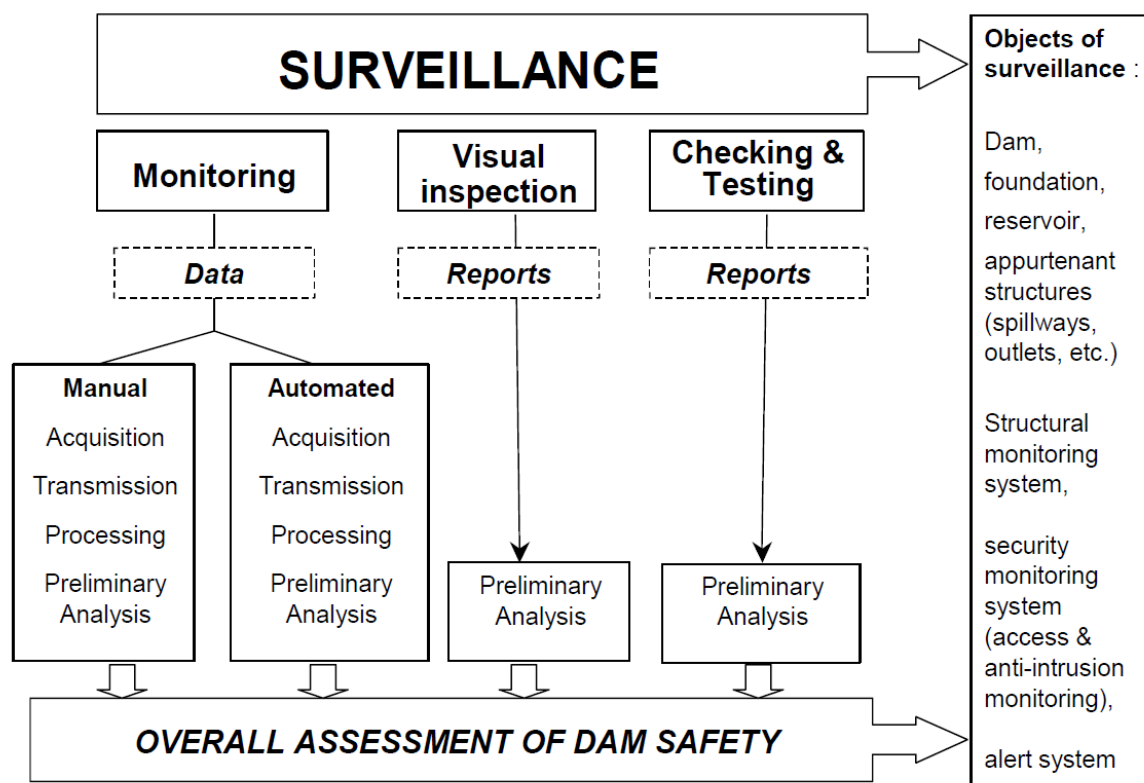 SURVEILLANCE
Monitoring
Visual
inspection
Checking &
Testing
Data
Reports
Reports
Manual
Acquisition
Transmission
Processing
Preliminary
Analysis
Automated
Acquisition
Transmission
Processing
Preliminary
Analysis
Preliminary
Analysis
Preliminary
Analysis
OVERALL ASSESSMENT OF DAM SAFETY
Objects of
surveillance :
Dam,
foundation,
reservoir,
appurtenant
structures
(spillways,
outlets, etc.)
Structural
monitoring
system,
security
monitoring
system
(access &
anti-intrusion
monitoring),
alert system